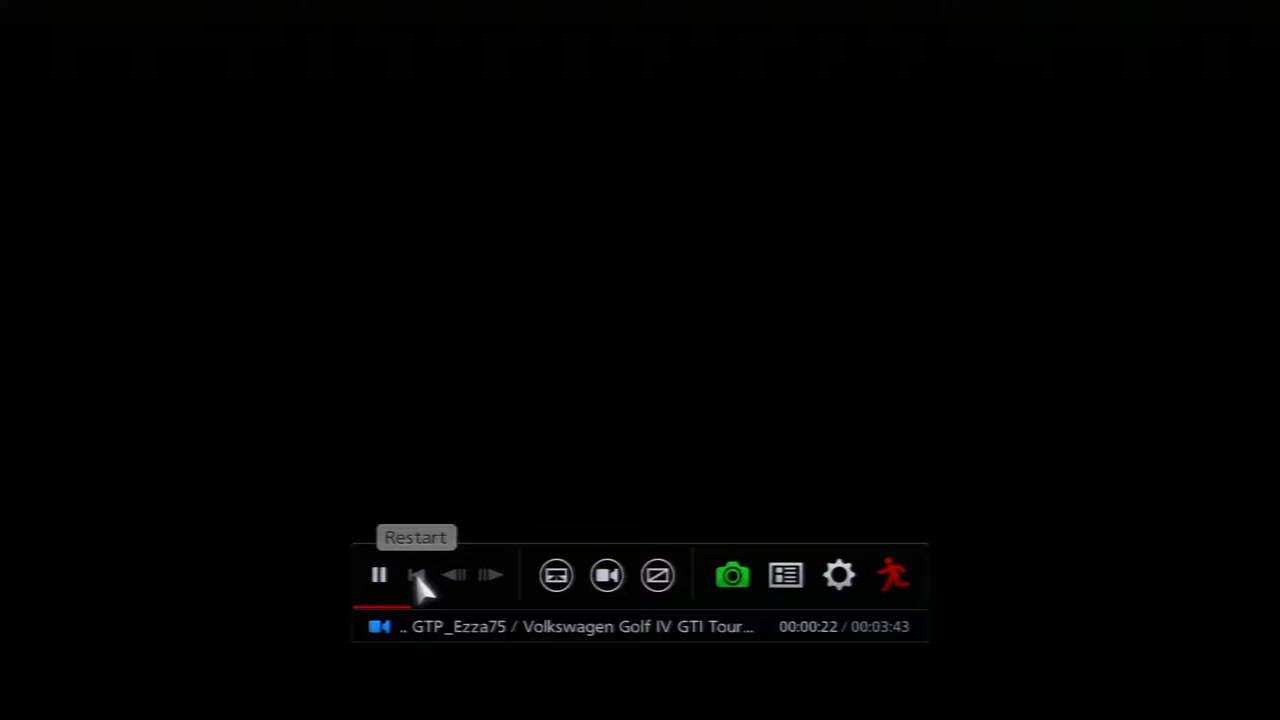 Restart
.. GTP_Ezza75 / Volkswagen Golf IV GTI Tour... 00:00:22 / 00:03:43